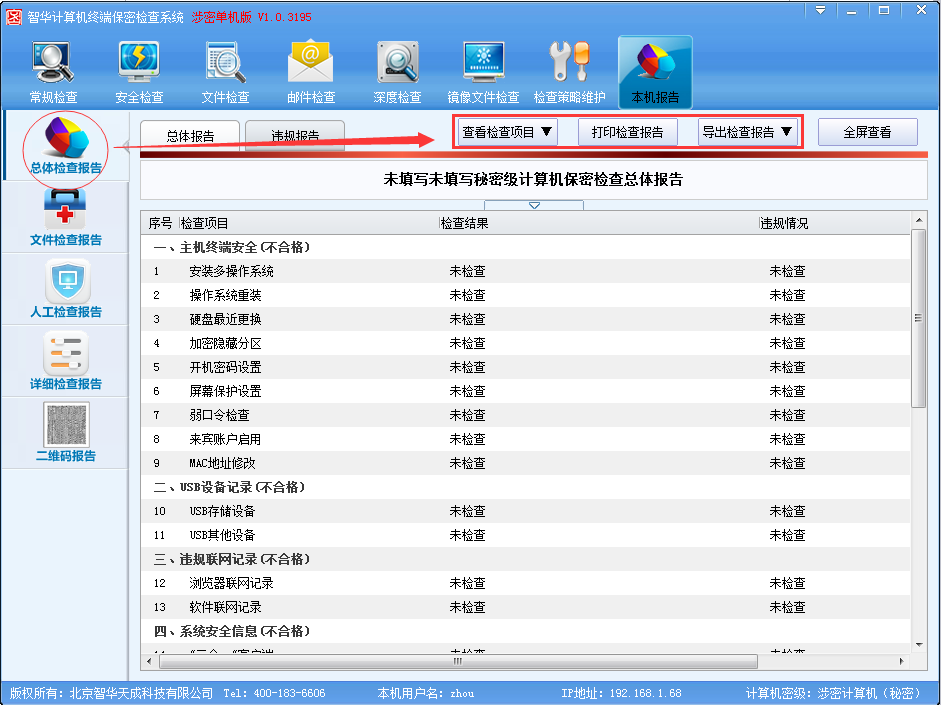 智华计算机终端保密检查系统 涉密单机版 V1.0.3195
常规检查 安全检查 文件检查 邮件检查 深度检查 镜像文件检查 检查策略维护 本机报告
总体检查报告
文件检查报告
人工检查报告
详细检查报告
二维码报告
总体报告 违规报告 查看检查项目 ▼ 打印检查报告 导出检查报告 ▼ 全屏查看
未填写未填写秘密级计算机保密检查总体报告
序号 检查项目 检查结果 违规情况
一、主机终端安全(不合格)
1 安装多操作系统 未检查 未检查
2 操作系统重装 未检查 未检查
3 硬盘最近更换 未检查 未检查
4 加密隐藏分区 未检查 未检查
5 开机密码设置 未检查 未检查
6 屏幕保护设置 未检查 未检查
7 弱口令检查 未检查 未检查
8 来宾账户启用 未检查 未检查
9 MAC地址修改 未检查 未检查
二、USB设备记录(不合格)
10 USB存储设备 未检查 未检查
11 USB其他设备 未检查 未检查
三、违规联网记录(不合格)
12 浏览器联网记录 未检查 未检查
13 软件联网记录 未检查 未检查
四、系统安全信息(不合格)
版权所有：北京智华天成科技有限公司 Tel：400-183-6606 本机用户名：zhou IP地址：192.168.1.68 计算机密级：涉密计算机（秘密）